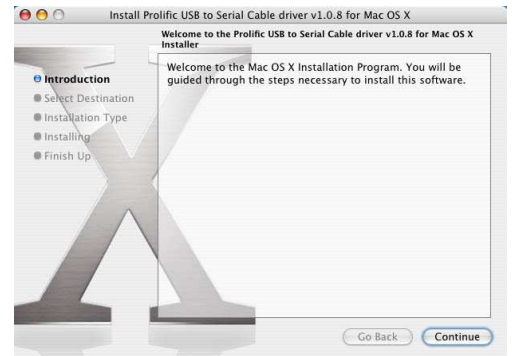 Install Prolific USB to Serial Cable driver v1.0.8 for Mac OS X
Welcome to the Prolific USB to Serial Cable driver v1.0.8 for Mac OS X
Installer
Introduction
Select Destination
Installation Type
Installing
Finish Up
Welcome to the Mac OS X Installation Program. You will be
guided through the steps necessary to install this software.
Go Back
Continue